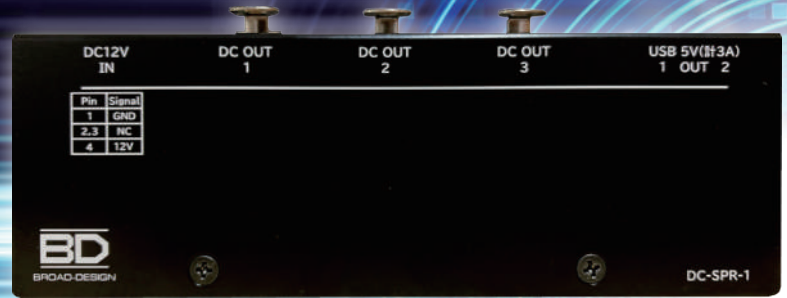 DC12V
IN
DC OUT
1
DC OUT
2
DC OUT
3
USB 5V(計3A)
1 OUT 2
Pin Signal
1 GND
2.3 NC
4 12V
BD
BROAD-DESIGN
DC-SPR-1